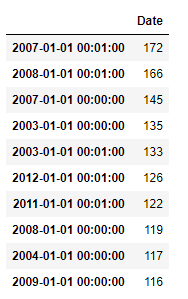 Date
2007-01-01 00:01:00 172
2008-01-01 00:01:00 166
2007-01-01 00:00:00 145
2003-01-01 00:00:00 135
2003-01-01 00:01:00 133
2012-01-01 00:01:00 126
2011-01-01 00:01:00 122
2008-01-01 00:00:00 119
2004-01-01 00:00:00 117
2009-01-01 00:00:00 116